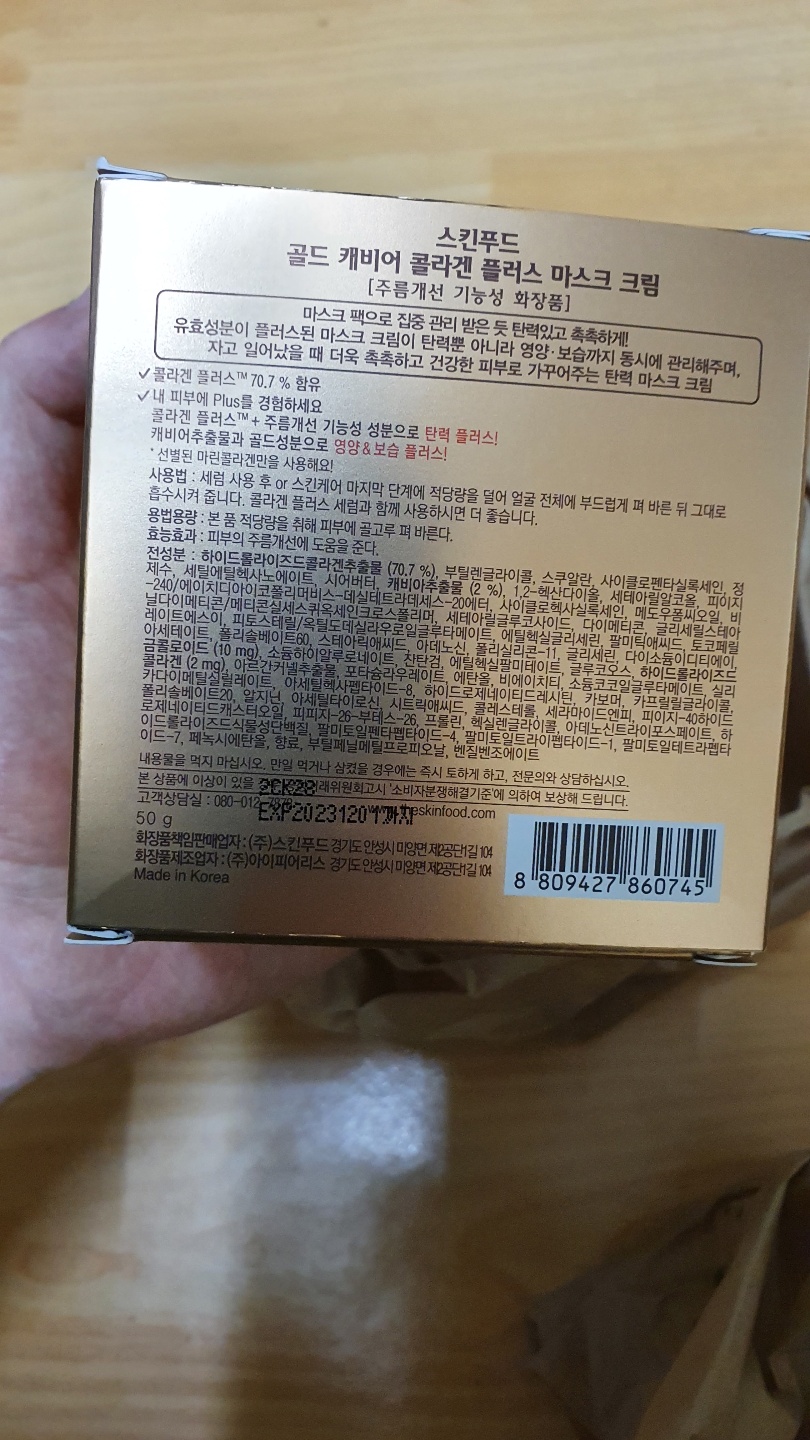 스킨푸드
골드 캐비어 콜라겐 플러스 마스크 크림
[주름개선 기능성 화장품]
마스크 팩으로 집중 관리 받은 듯 탄력있고 촉촉하게!
유효성분이 플러스된 마스크 크림이 탄력뿐 아니라 영양·보습까지 동시에 관리해주며,
자고 일어났을 때 더욱 촉촉하고 건강한 피부로 가꾸어주는 탄력 마스크 크림
✓콜라겐 플러스™ 70.7 % 함유
✓내 피부에 Plus를 경험하세요
콜라겐 플러스™ + 주름개선 기능성 성분으로 탄력 플러스!
캐비어추출물과 골드성분으로 영양&보습 플러스!
* 선별된 마린콜라겐만을 사용해요!
사용법 : 세럼 사용 후 or 스킨케어 마지막 단계에 적당량을 덜어 얼굴 전체에 부드럽게 펴 바른 뒤 그대로
흡수시켜 줍니다. 콜라겐 플러스 세럼과 함께 사용하시면 더 좋습니다.
용법용량 : 본 품 적당량을 취해 피부에 골고루 펴 바른다.
효능효과 : 피부의 주름개선에 도움을 준다.
전성분 : 하이드롤라이즈드콜라겐추출물 (70.7 %), 부틸렌글라이콜, 스쿠알란, 사이클로펜타실록세인, 정
제수, 세틸에틸헥사노에이트, 시어버터, 캐비아추출물 (2 %), 1,2-헥산다이올, 세테아릴알코올, 피이지
-240/에이치디아이코폴리머비스-데실테트라데세스-20에터, 사이클로헥사실록세인, 메도우폼씨오일, 비
닐다이메티콘/메티콘실세스퀴옥세인크로스폴리머, 세테아릴글루코사이드, 다이메티콘, 글리세릴스테아
레이트에스이, 피토스테릴/옥틸도데실라우로일글루타메이트, 에틸헥실글리세린, 팔미틱애씨드, 토코페릴
아세테이트, 폴리솔베이트60, 스테아릭애씨드, 아데노신, 폴리실리콘-11, 글리세린, 다이소듐이디티에이,
금콜로이드 (10 mg), 소듐하이알루로네이트, 잔탄검, 에틸헥실팔미테이트, 글루코오스, 하이드롤라이즈드
콜라겐 (2 mg), 아르간커넬추출물, 포타슘라우레이트, 에탄올, 비에이치티, 소듐코코일글루타메이트, 실리
카다이메틸실릴레이트, 아세틸헥사펩타이드-8, 하이드로제네이티드레시틴, 카보머, 카프릴릴글라이콜,
폴리솔베이트20, 알지닌, 아세틸타이로신, 시트릭애씨드, 콜레스테롤, 세라마이드엔피, 피이지-40하이드
로제네이티드캐스터오일, 피피지-26-부테스-26, 프롤린, 헥실렌글라이콜, 아데노신트라이포스페이트, 하
이드롤라이즈드식물성단백질, 팔미토일펜타펩타이드-4, 팔미토일트라이펩타이드-1, 팔미토일테트라펩타
이드-7, 페녹시에탄올, 향료, 부틸페닐메틸프로피오날, 벤질벤조에이트
내용물을 먹지 마십시오. 만일 먹거나 삼켰을 경우에는 즉시 토하게 하고, 전문의와 상담하십시오.
본 상품에 이상이 있을 거래위원회고시 '소비자분쟁해결기준'에 의하여 보상해 드립니다.
2CK28
고객상담실 : 080-012-7878 www.theskinfood.com
EXP20231201까지
50 g
화장품책임판매업자 : (주)스킨푸드 경기도 안성시 미양면 제2공단1길 104
화장품제조업자 : (주)아이피어리스 경기도 안성시 미양면 제2공단1길 104
Made in Korea
8 809427 860745